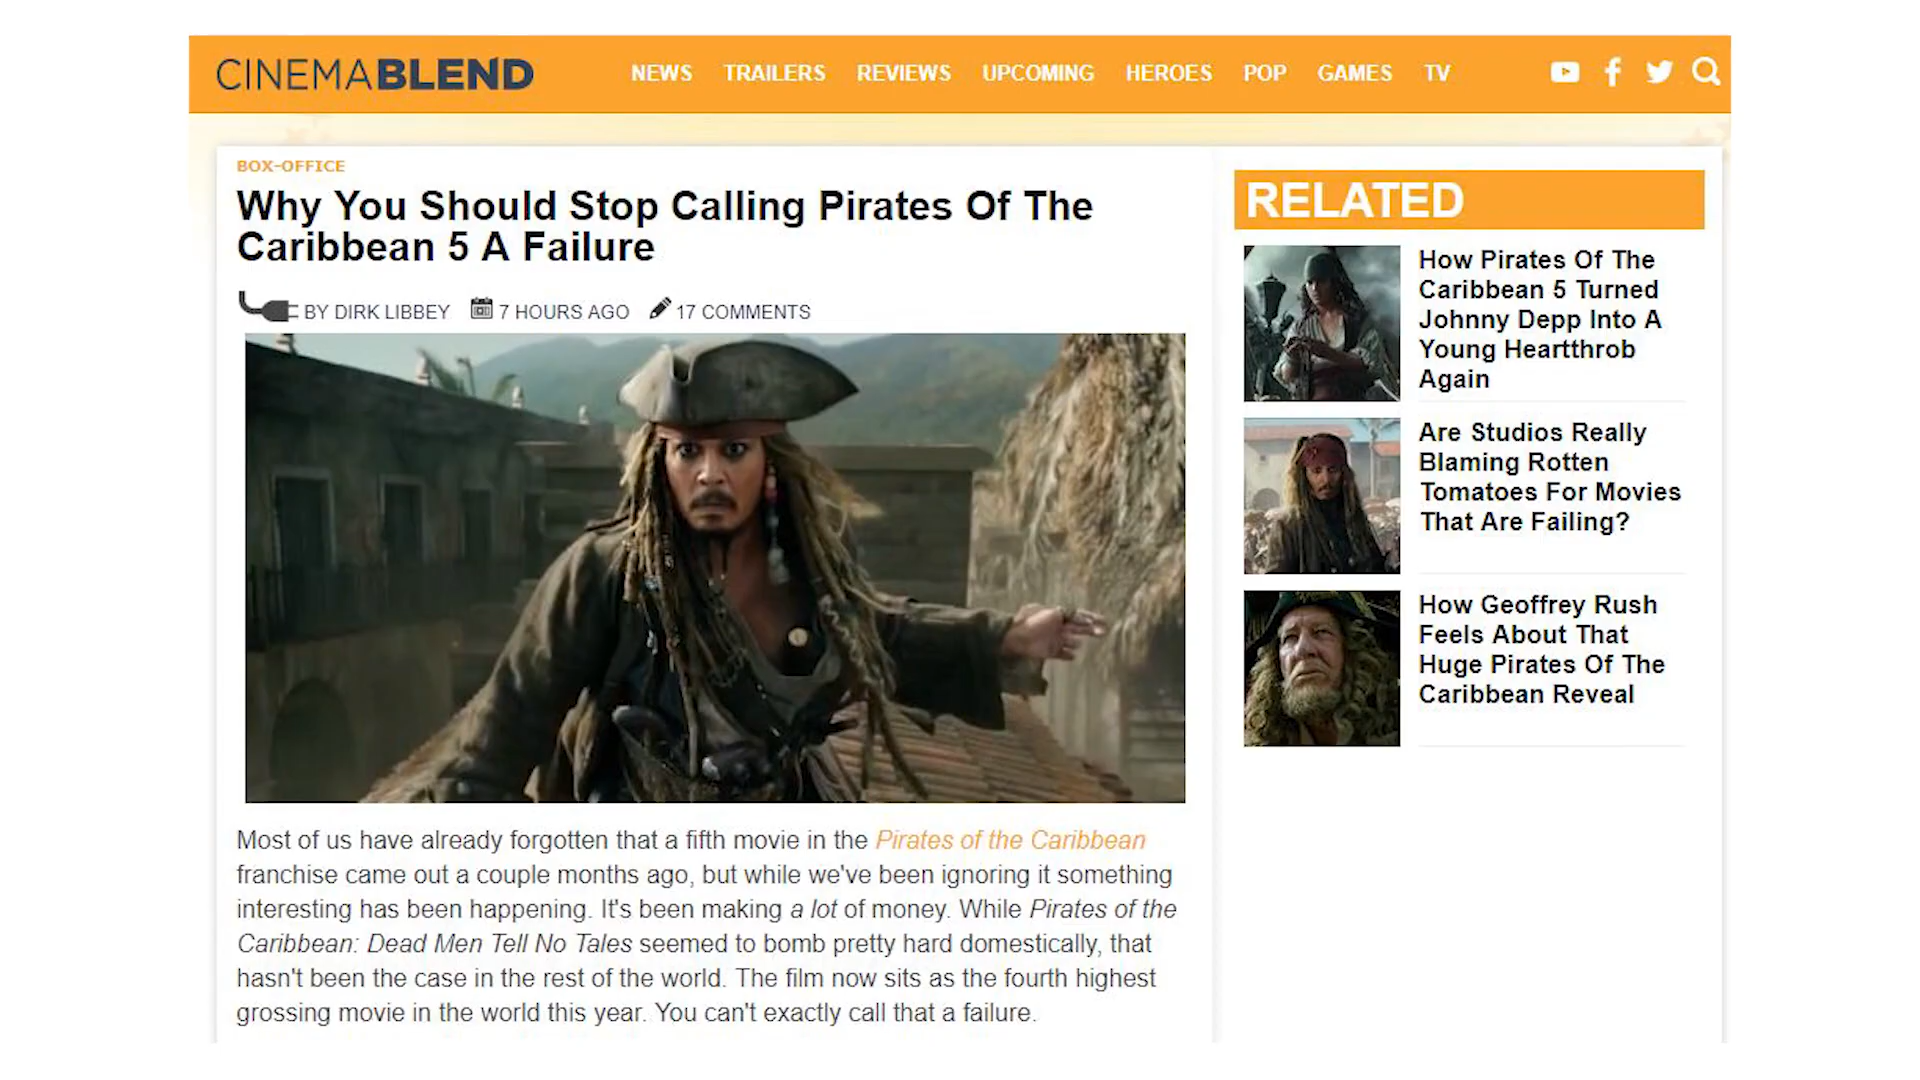 CINEMABLEND
NEWS TRAILERS REVIEWS UPCOMING HEROES POP GAMES TV
BOX-OFFICE
Why You Should Stop Calling Pirates Of The
Caribbean 5 A Failure
BY DIRK LIBBEY 7 HOURS AGO 17 COMMENTS
Most of us have already forgotten that a fifth movie in the Pirates of the Caribbean
franchise came out a couple months ago, but while we've been ignoring it something
interesting has been happening. It's been making a lot of money. While Pirates of the
Caribbean: Dead Men Tell No Tales seemed to bomb pretty hard domestically, that
hasn't been the case in the rest of the world. The film now sits as the fourth highest
grossing movie in the world this year. You can't exactly call that a failure.
RELATED
How Pirates Of The
Caribbean 5 Turned
Johnny Depp Into A
Young Heartthrob
Again
Are Studios Really
Blaming Rotten
Tomatoes For Movies
That Are Failing?
How Geoffrey Rush
Feels About That
Huge Pirates Of The
Caribbean Reveal